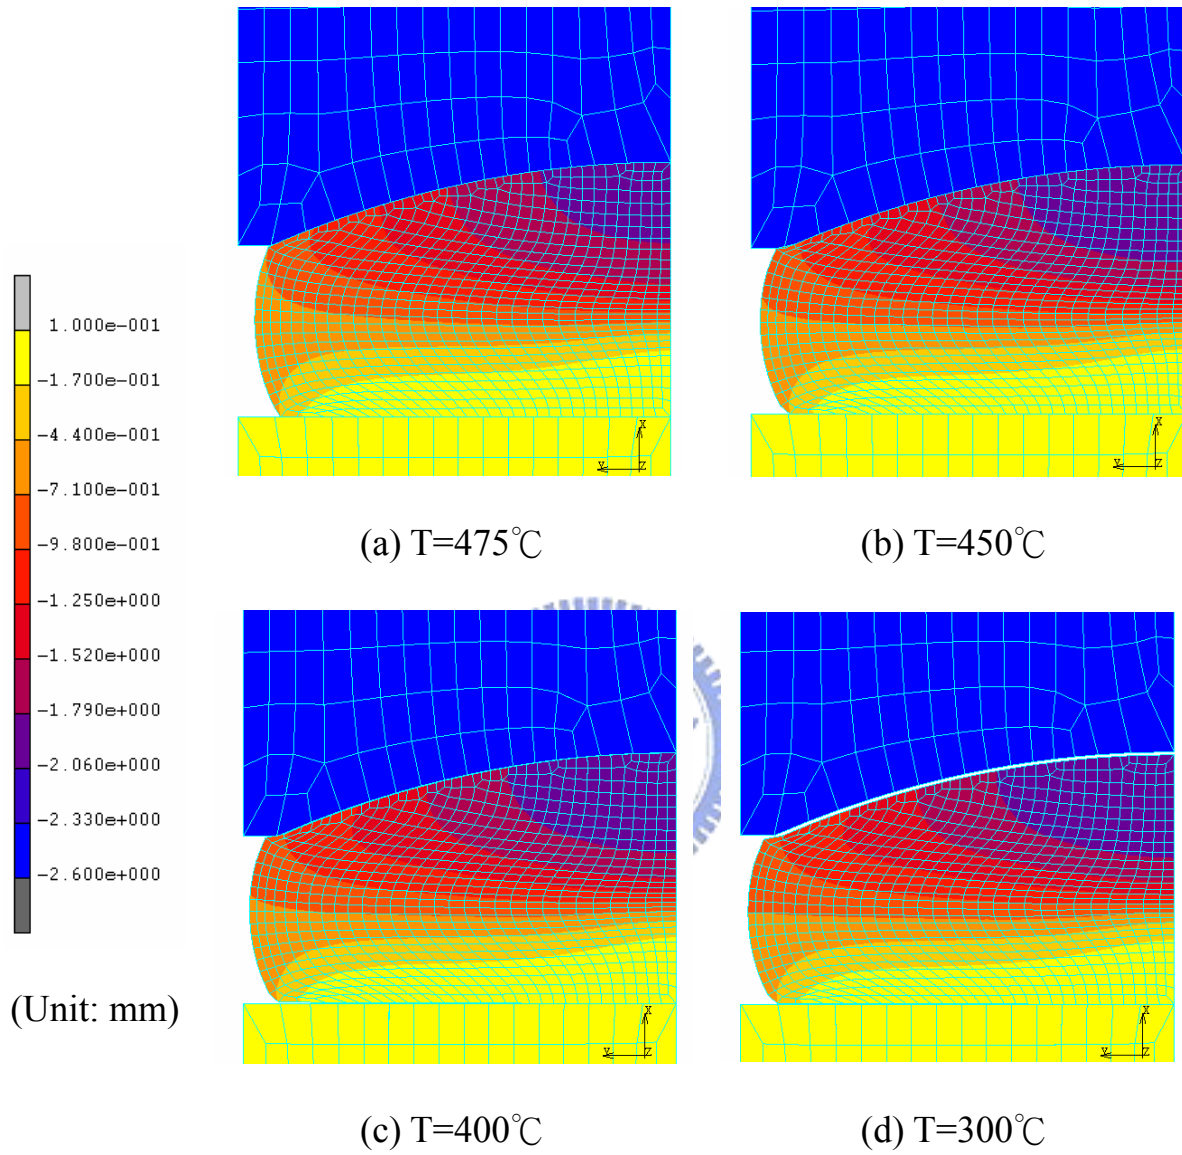 1.000e-001
-1.700e-001
-4.400e-001
-7.100e-001
-9.800e-001
-1.250e+000
-1.520e+000
-1.790e+000
-2.060e+000
-2.330e+000
-2.600e+000
(Unit: mm)
X
Y Z
(a) T=475℃
X
Y Z
(b) T=450℃
X
Y Z
(c) T=400℃
X
Y Z
(d) T=300℃